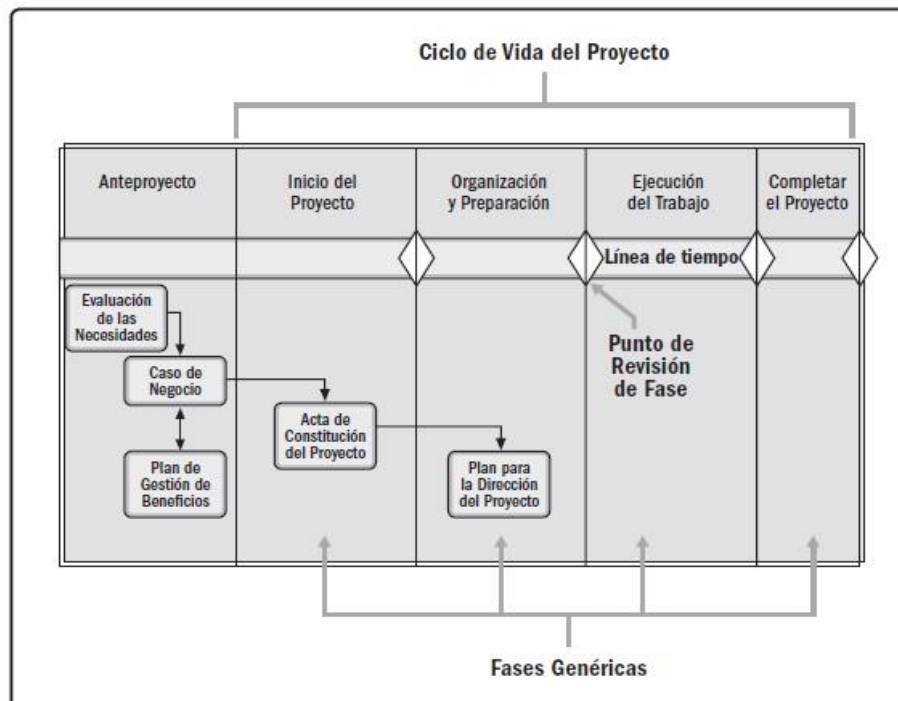 Ciclo de Vida del Proyecto
Anteproyecto
Inicio del
Proyecto
Organización
y Preparación
Ejecución
del Trabajo
Completar
el Proyecto
Línea de tiempo
Evaluación
de las
Necesidades
Caso de
Negocio
Plan de
Gestión de
Beneficios
Acta de
Constitución
del Proyecto
Plan para
la Dirección
del Proyecto
Punto de
Revisión
de Fase
Fases Genéricas